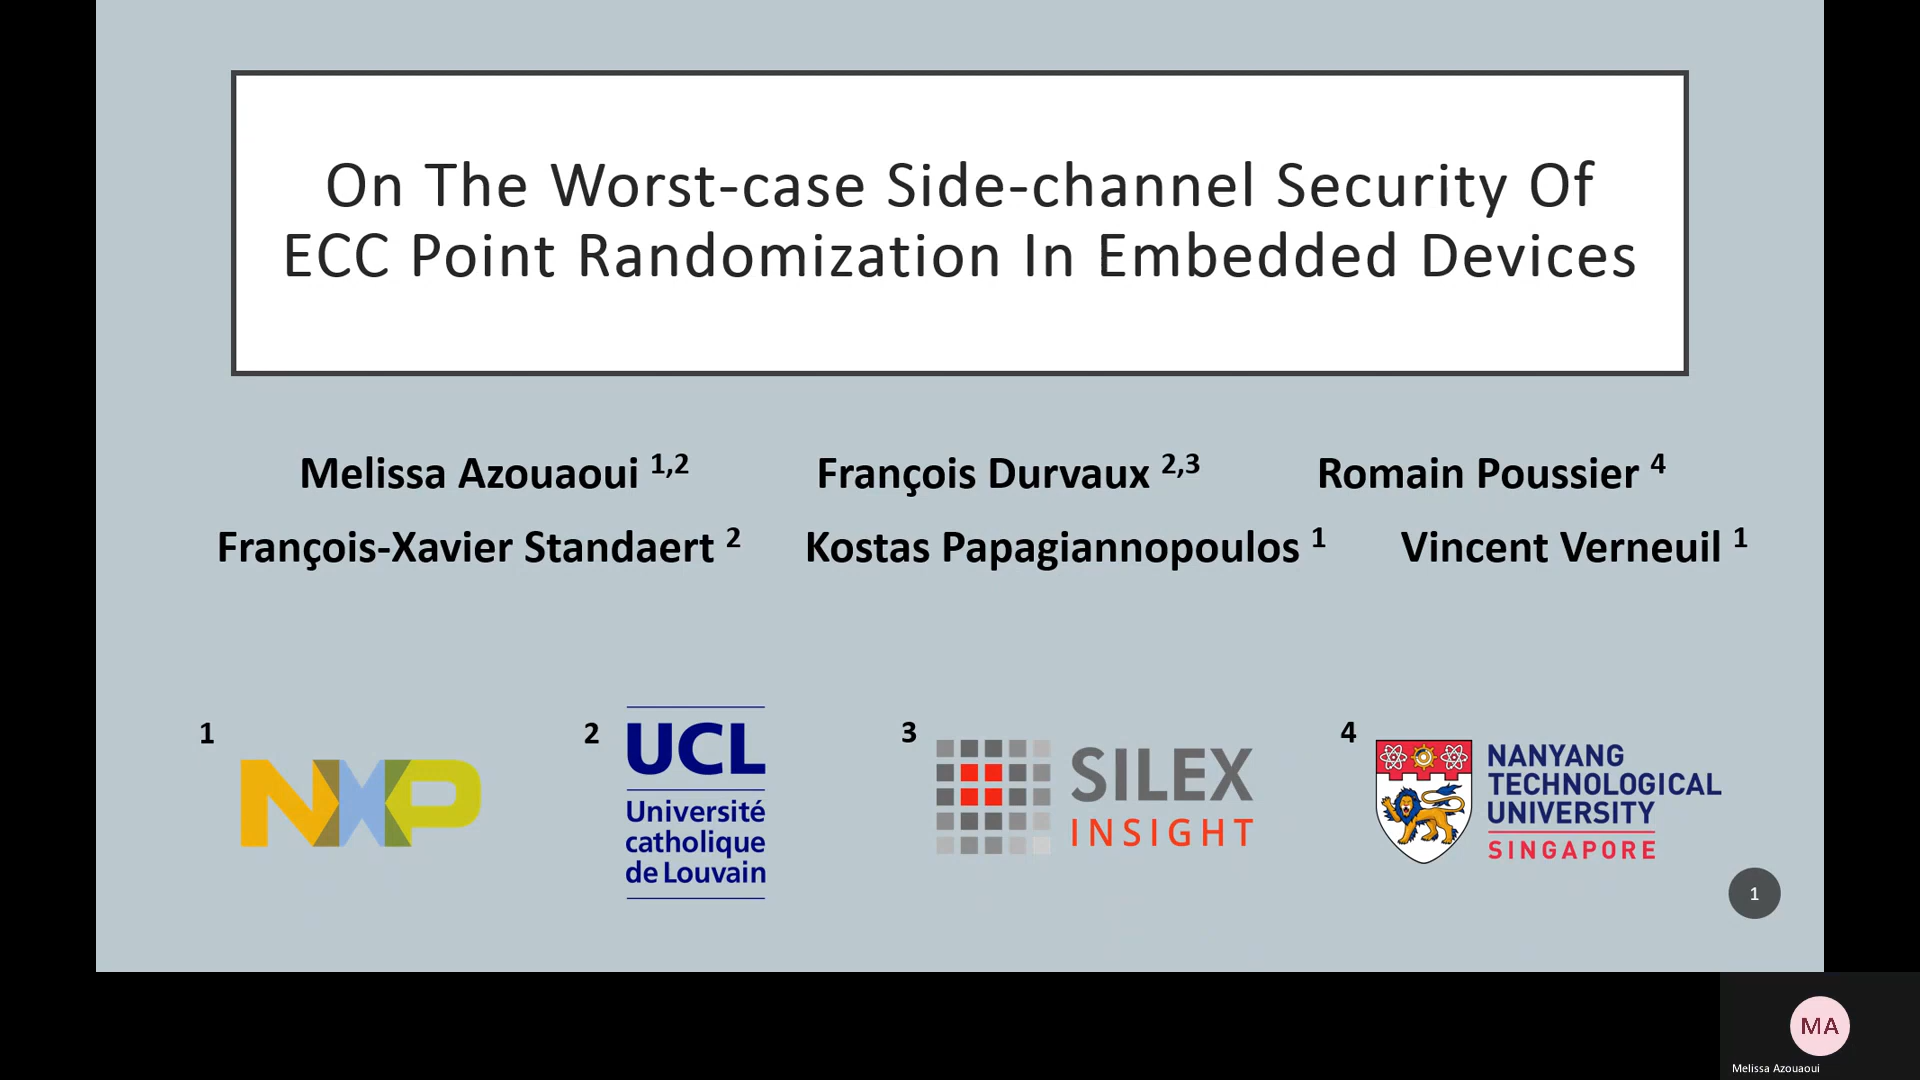 On The Worst-case Side-channel Security Of
ECC Point Randomization In Embedded Devices
Melissa Azouaoui 1,2 François Durvaux 2,3 Romain Poussier 4
François-Xavier Standaert 2 Kostas Papagiannopoulos 1 Vincent Verneuil 1
1
NXP
2
UCL
Université
catholique
de Louvain
3
SILEX
INSIGHT
4
NANYANG
TECHNOLOGICAL
UNIVERSITY
SINGAPORE
1
MA
Melissa Azouaoui